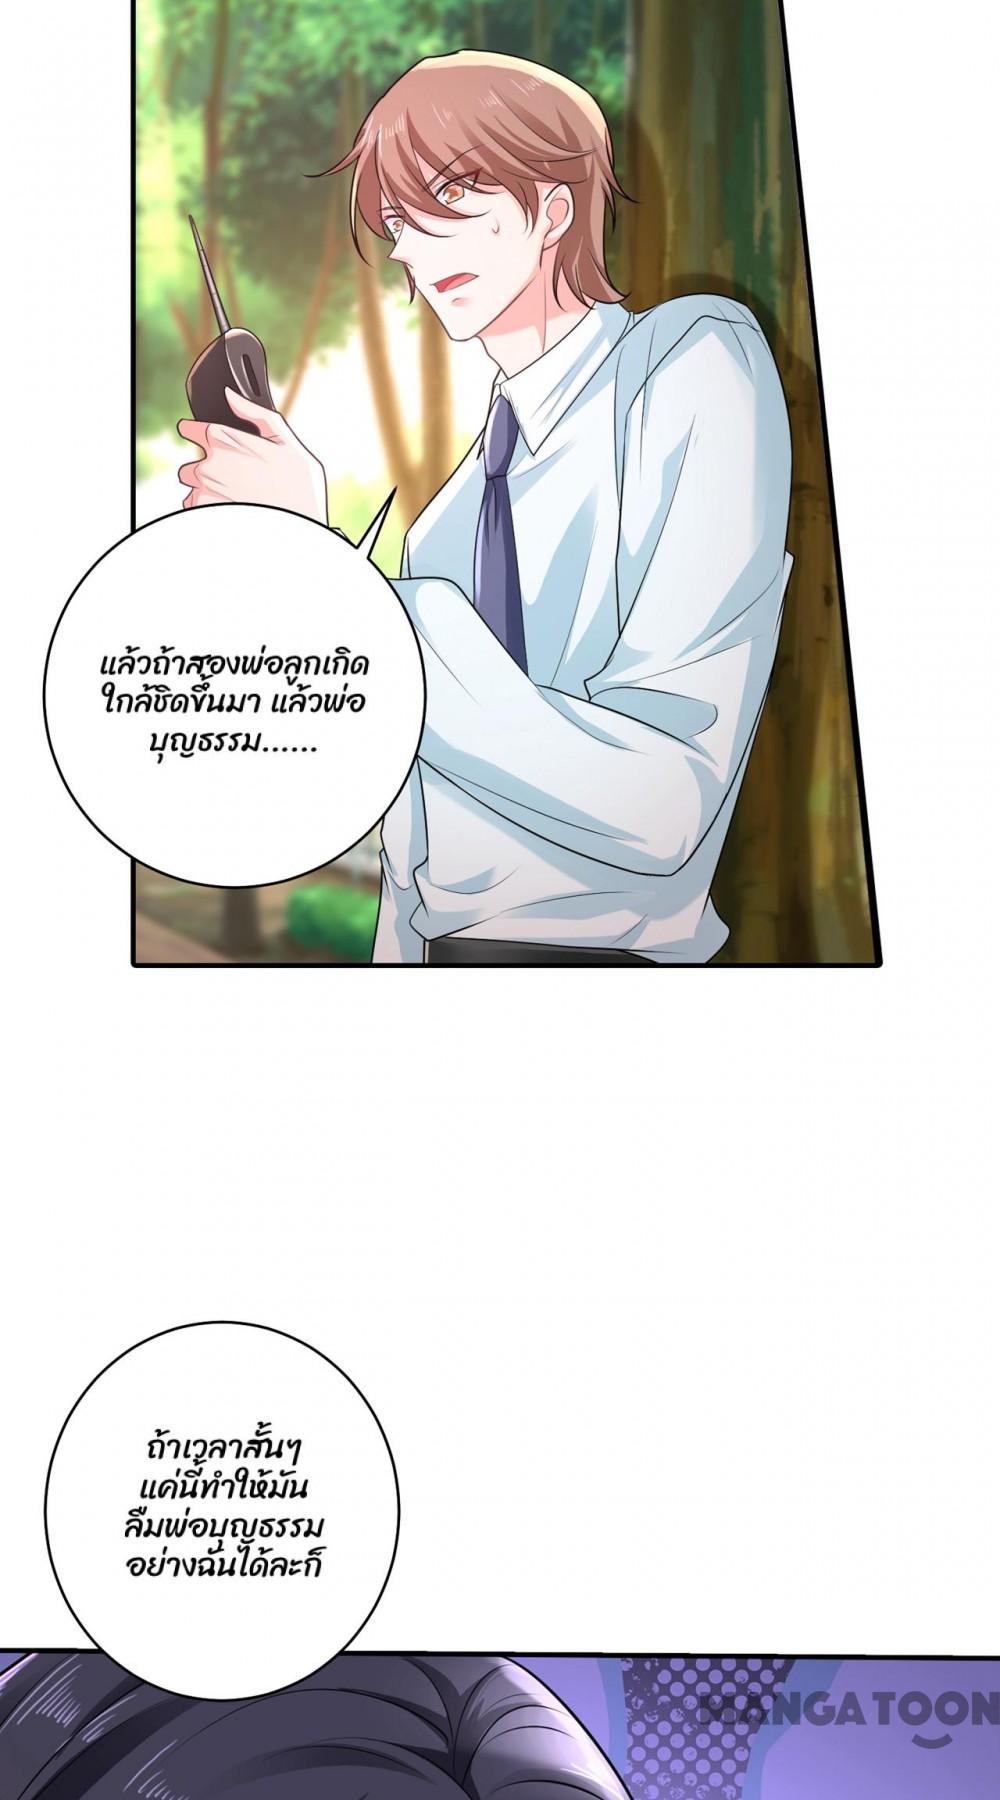 แล้วถ้าสองพ่อลูกเกิด
ใกล้ชิดขึ้นมา แล้วพ่อ
บุญธรรม......
ถ้าเวลาสั้นๆ
แค่นี้ทำให้มัน
ลืมพ่อบุญธรรม
อย่างฉันได้ละก็
MANGATOON